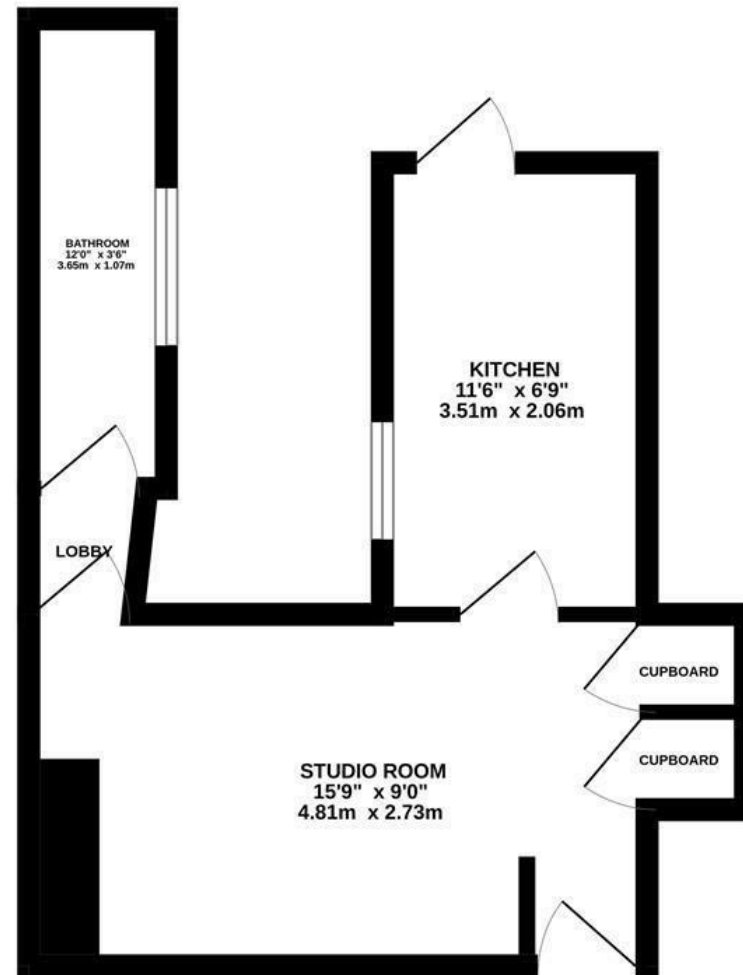 BATHROOM
12'0" x 3'6"
3.65m x 1.07m
KITCHEN
11'6" x 6'9"
3.51m x 2.06m
LOBBY
CUPBOARD
CUPBOARD
STUDIO ROOM
15'9" x 9'0"
4.81m x 2.73m